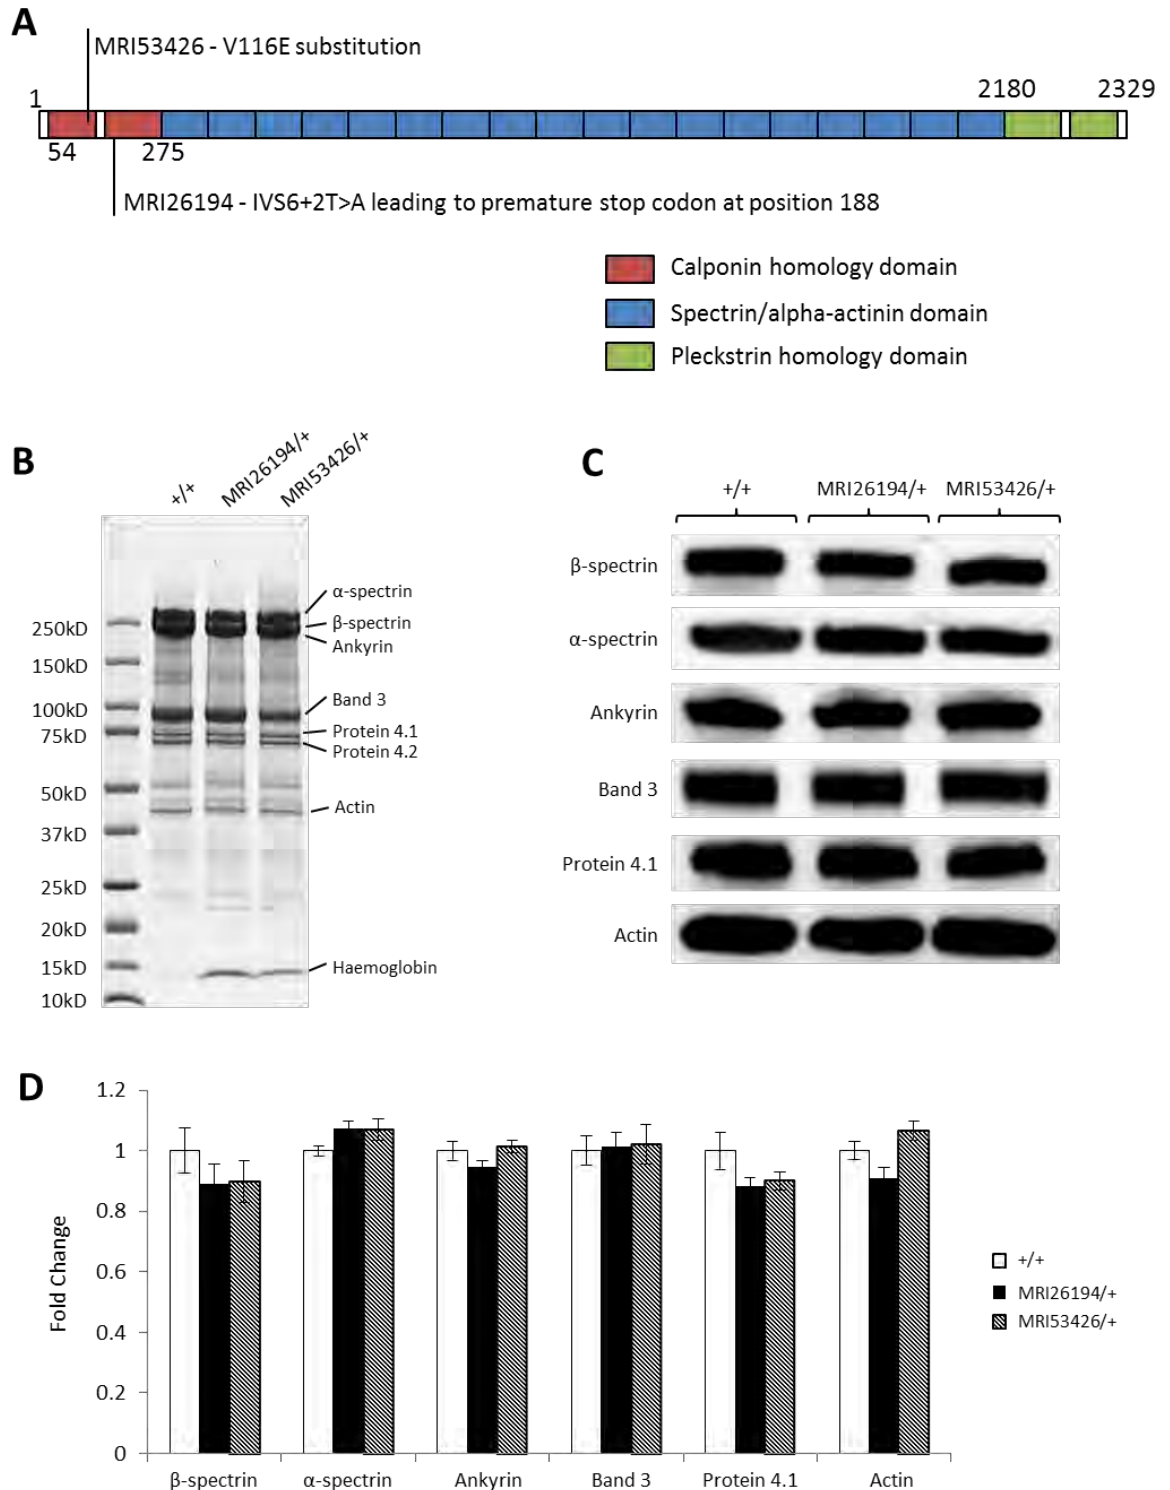 A
MRI53426 - V116E substitution
1
2180
2329
54
275
MRI26194 - IVS6+2T>A leading to premature stop codon at position 188
Calponin homology domain
Spectrin/alpha-actinin domain
Pleckstrin homology domain
B
+/+
MRI26194/+
MRI53426/+
250kD
150kD
100kD
75kD
50kD
37kD
25kD
20kD
15kD
10kD
α-spectrin
β-spectrin
Ankyrin
Band 3
Protein 4.1
Protein 4.2
Actin
Haemoglobin
C
+/+
MRI26194/+
MRI53426/+
β-spectrin
α-spectrin
Ankyrin
Band 3
Protein 4.1
Actin
D
Fold Change
1.2
1
0.8
0.6
0.4
0.2
0
β-spectrin
α-spectrin
Ankyrin
Band 3
Protein 4.1
Actin
+/+
MRI26194/+
MRI53426/+